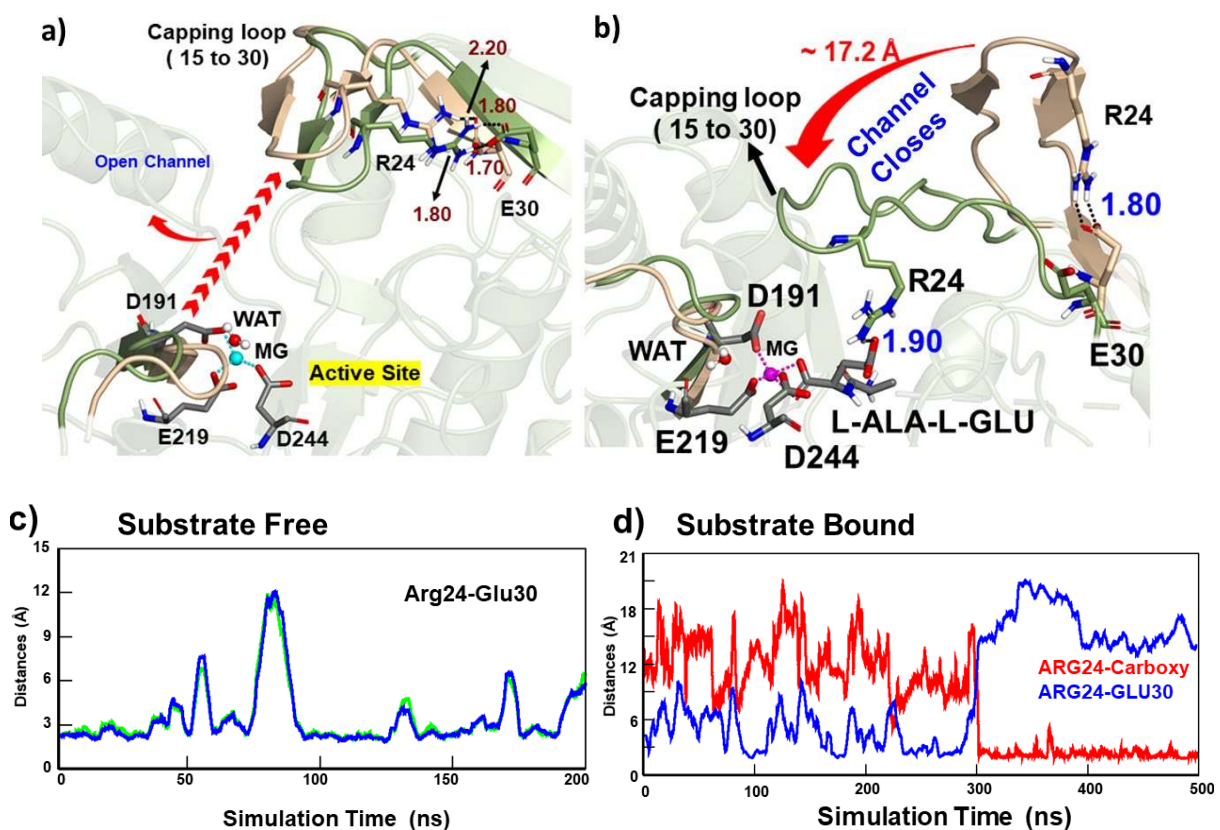 a)
Capping loop
( 15 to 30)
2.20
1.80
R24
1.70
1.80
E30
Open Channel
D191
WAT
MG
Active Site
E219
D244
b)
~ 17.2 Å
Capping loop
( 15 to 30)
Channel
Closes
R24
1.80
R24
D191
WAT
MG
1.90
E30
L-ALA-L-GLU
E219
D244
c) Substrate Free
15
12
9
6
3
0
Distances (Å)
Arg24-Glu30
0 50 100 150 200
Simulation Time (ns)
d) Substrate Bound
21
18
12
6
0
Distances (Å)
ARG24-Carboxy
ARG24-GLU30
0 100 200 300 400 500
Simulation Time (ns)